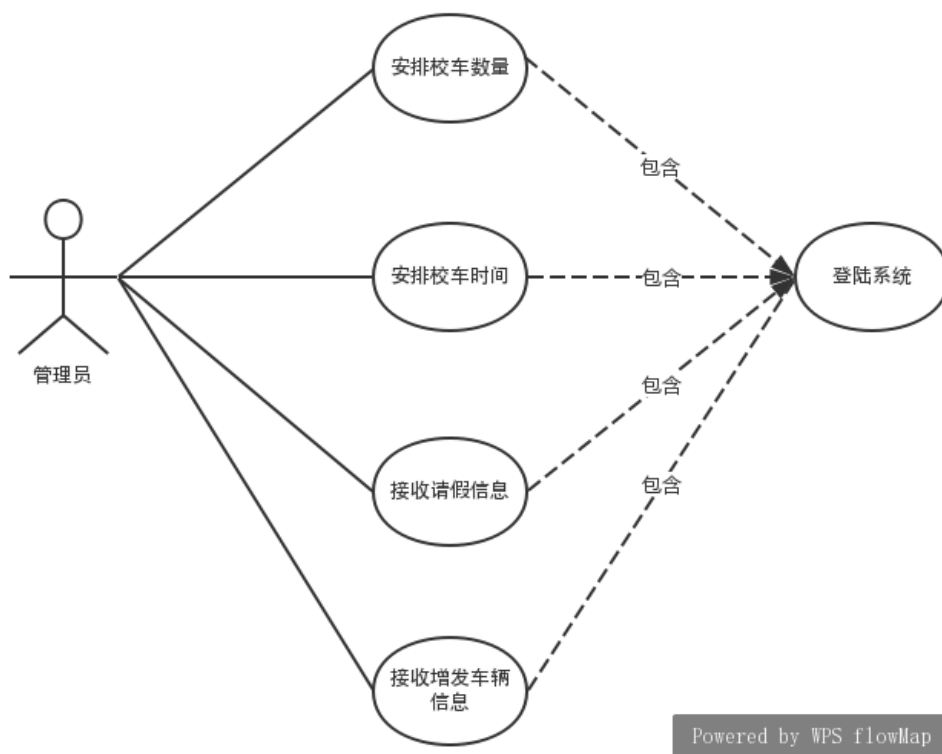 安排校车数量
包含
安排校车时间
包含
登陆系统
管理员
包含
接收请假信息
包含
接收增发车辆
信息
Powered by WPS flowMap